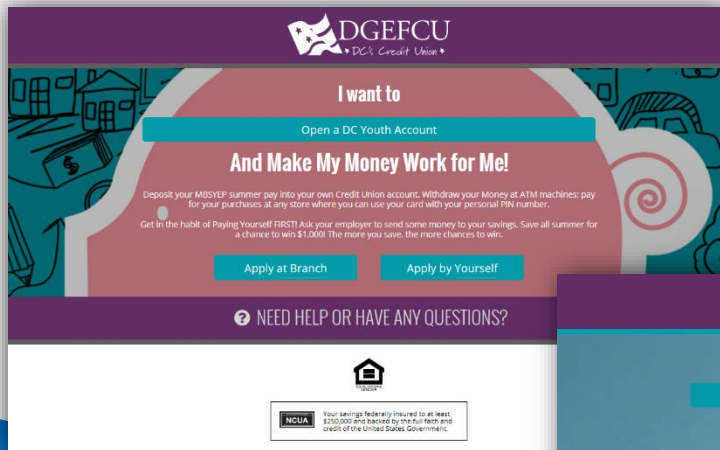 DGEFCU
DC's Credit Union
I want to
Open a DC Youth Account
And Make My Money Work for Me!
Deposit your MBSYEP summer pay into your own Credit Union account. Withdraw your Money at ATM machines; pay
for your purchases at any store where you can use your card with your personal PIN number.
Get in the habit of Paying Yourself FIRST! Ask your employer to send some money to your savings. Save all summer for
a chance to win $1,000! The more you save, the more chances to win.
Apply at Branch
Apply by Yourself
NEED HELP OR HAVE ANY QUESTIONS?
NCUA
Your savings federally insured to at least
$250,000 and backed by the full faith and
credit of the United States Government.